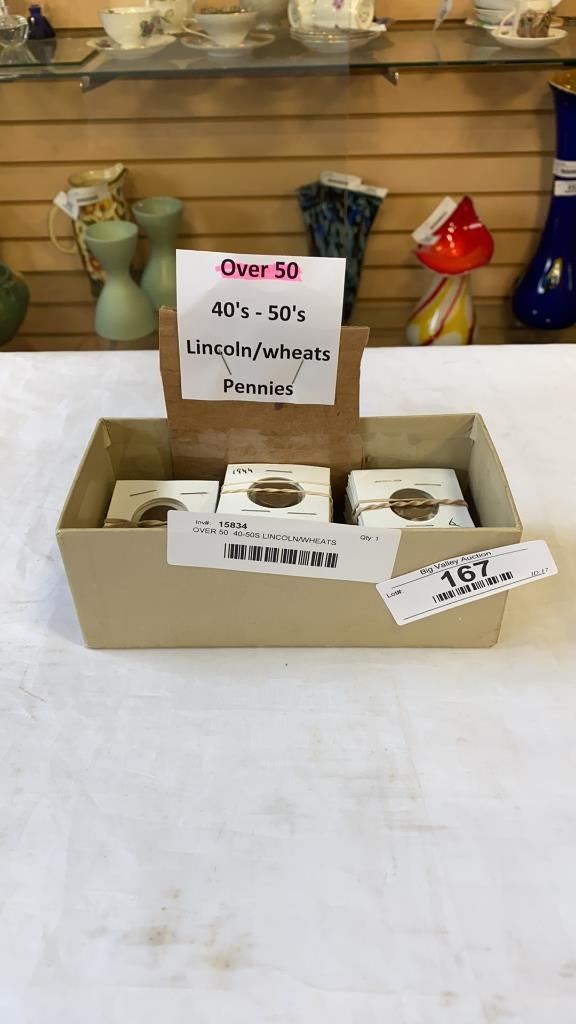 Over 50
40's - 50's
Lincoln/wheats
Pennies
1944
Inv#: 15834
Qty: 1
OVER 50 40-50S LINCOLN/WHEATS
Big Valley Auction
Lot#: 167